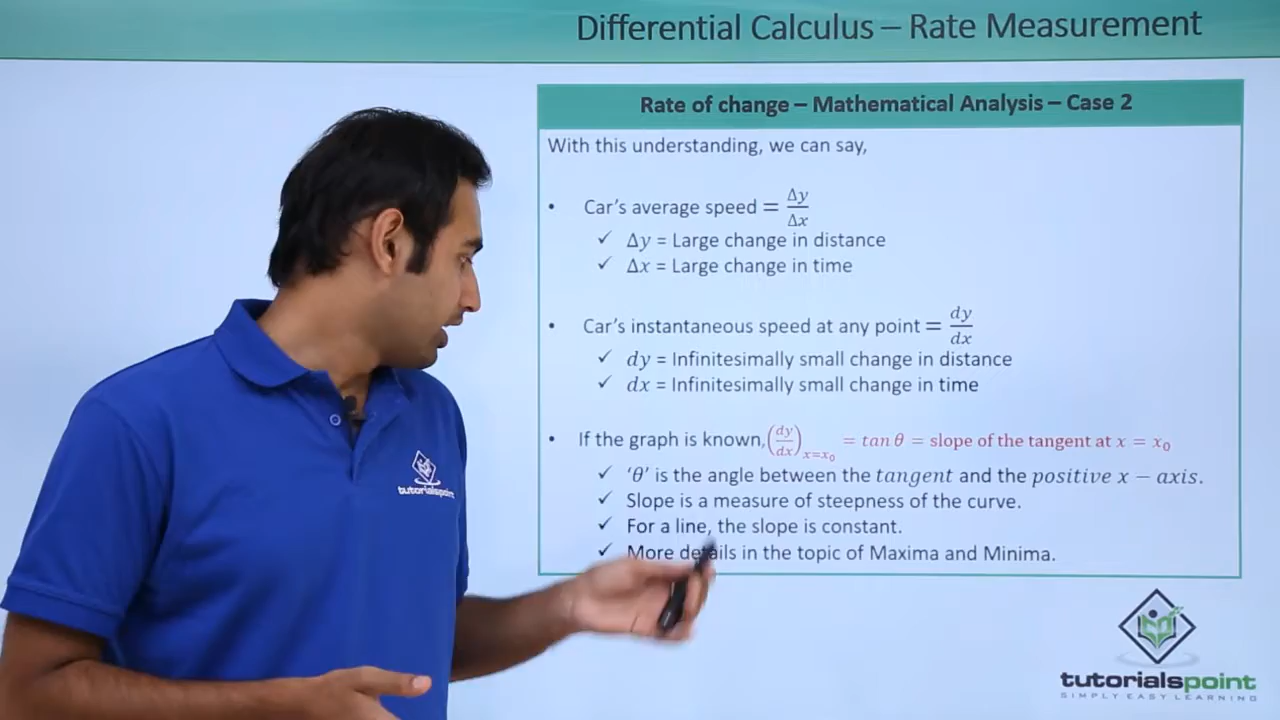 Differential Calculus – Rate Measurement
Rate of change – Mathematical Analysis – Case 2
With this understanding, we can say,
• Car's average speed = Δy/Δx
✓ Δy = Large change in distance
✓ Δx = Large change in time
• Car's instantaneous speed at any point = dy/dx
✓ dy = Infinitesimally small change in distance
✓ dx = Infinitesimally small change in time
• If the graph is known, (dy/dx)ₓ₌ₓ₀ = tan θ = slope of the tangent at x = x₀
✓ 'θ' is the angle between the tangent and the positive x – axis.
✓ Slope is a measure of steepness of the curve.
✓ For a line, the slope is constant.
✓ More details in the topic of Maxima and Minima.
tutorialspoint
tutorialspoint
SIMPLY EASY LEARNING